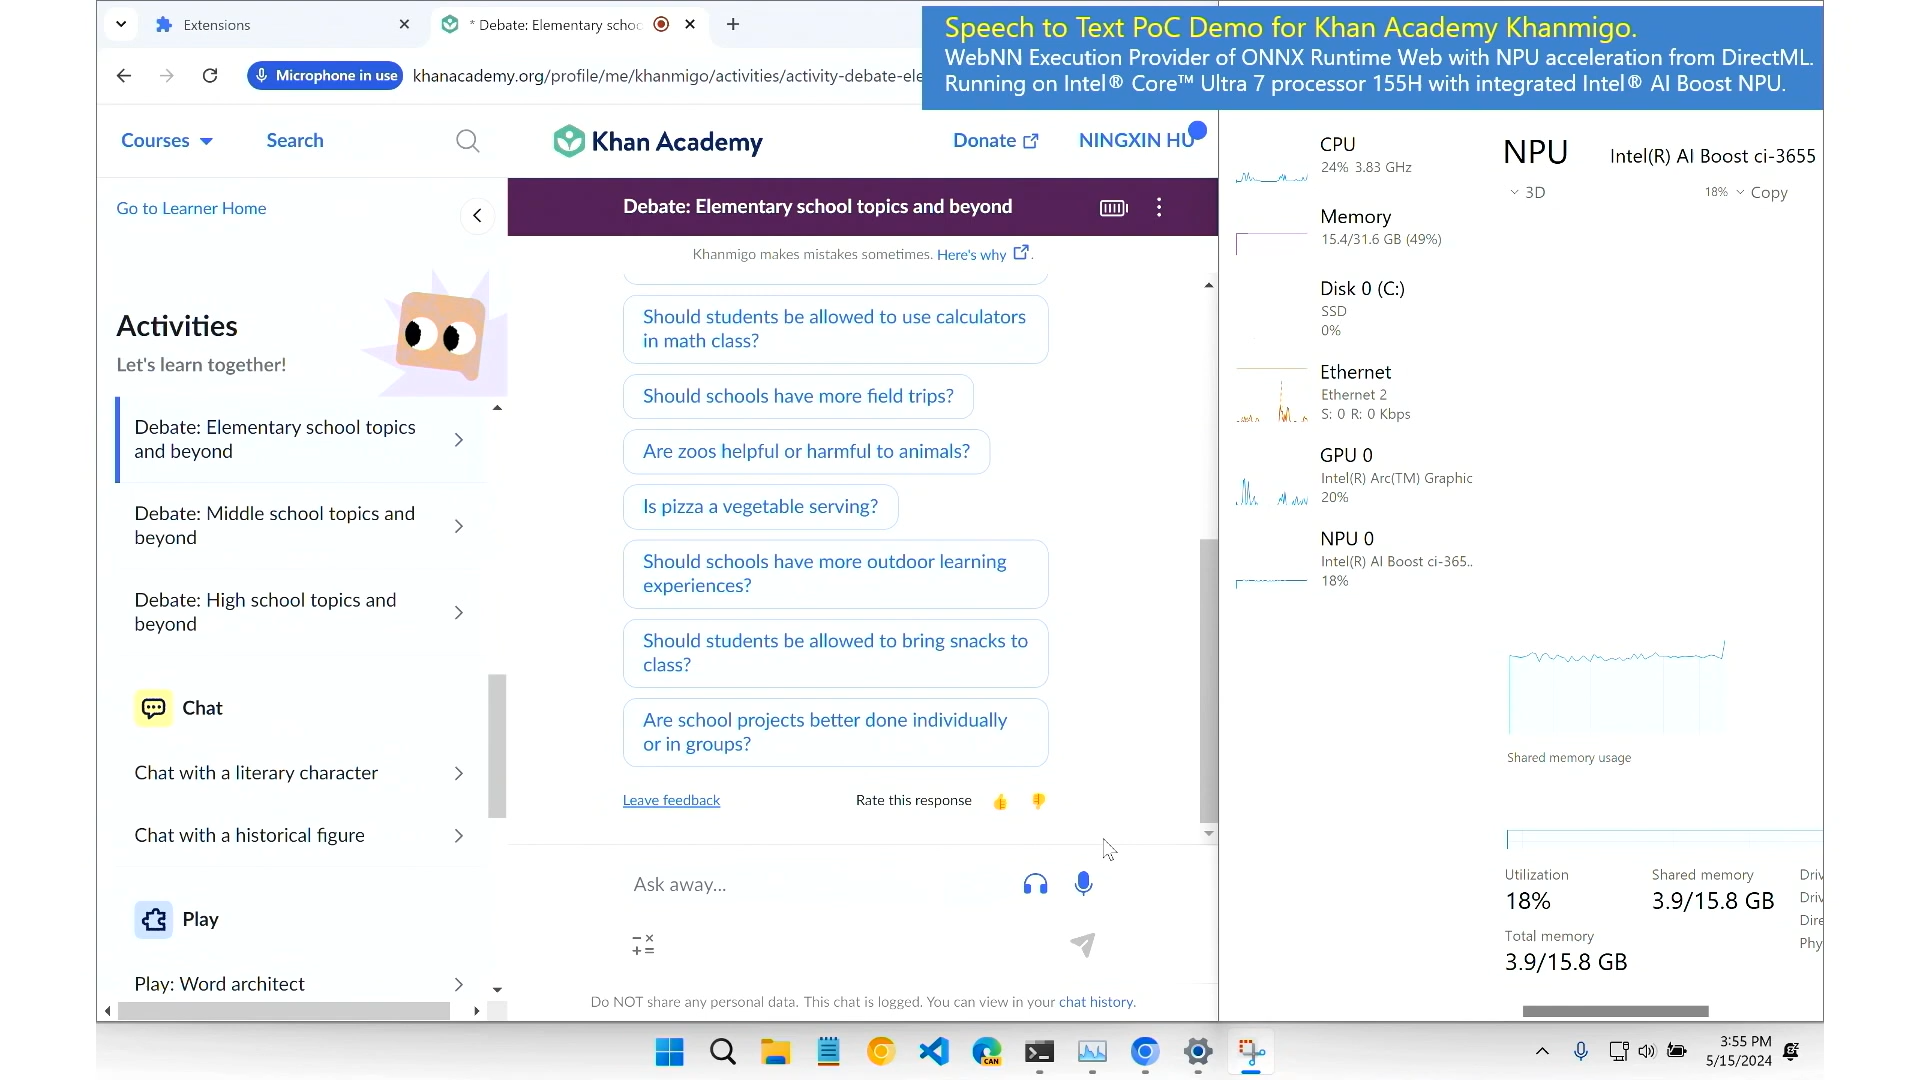 Extensions
* Debate: Elementary schoo
Microphone in use
khanacademy.org/profile/me/khanmigo/activities/activity-debate-ele
Speech to Text PoC Demo for Khan Academy Khanmigo.
WebNN Execution Provider of ONNX Runtime Web with NPU acceleration from DirectML.
Running on Intel® Core™ Ultra 7 processor 155H with integrated Intel® AI Boost NPU.
Courses
Search
Khan Academy
Donate
NINGXIN HU
Go to Learner Home
Activities
Let's learn together!
Debate: Elementary school topics
and beyond
Debate: Middle school topics and
beyond
Debate: High school topics and
beyond
Chat
Chat with a literary character
Chat with a historical figure
Play
Play: Word architect
Debate: Elementary school topics and beyond
Khanmigo makes mistakes sometimes. Here's why.
Should students be allowed to use calculators
in math class?
Should schools have more field trips?
Are zoos helpful or harmful to animals?
Is pizza a vegetable serving?
Should schools have more outdoor learning
experiences?
Should students be allowed to bring snacks to
class?
Are school projects better done individually
or in groups?
Leave feedback
Rate this response
Ask away...
Do NOT share any personal data. This chat is logged. You can view in your chat history.
CPU
24% 3.83 GHz
Memory
15.4/31.6 GB (49%)
Disk 0 (C:)
SSD
0%
Ethernet
Ethernet 2
S: 0 R: 0 Kbps
GPU 0
Intel(R) Arc(TM) Graphic
20%
NPU 0
Intel(R) AI Boost ci-365..
18%
NPU
Intel(R) AI Boost ci-3655
3D
18%
Copy
Shared memory usage
Utilization
18%
Shared memory
3.9/15.8 GB
Total memory
3.9/15.8 GB
Driv
Driv
Dire
Phy
CAN
3:55 PM
5/15/2024